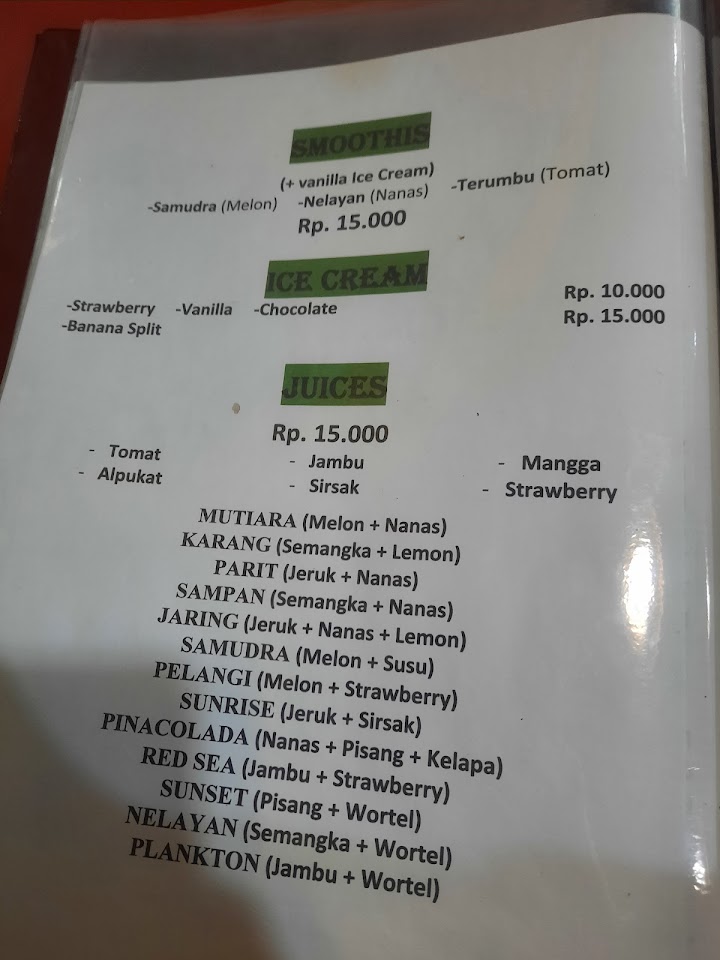 SMOOTHIS
(+ vanilla Ice Cream)
-Samudra (Melon) -Nelayan (Nanas) -Terumbu (Tomat)
Rp. 15.000
ICE CREAM
-Strawberry -Vanilla -Chocolate Rp. 10.000
-Banana Split Rp. 15.000
JUICES
Rp. 15.000
- Tomat - Jambu - Mangga
- Alpukat - Sirsak - Strawberry
MUTIARA (Melon + Nanas)
KARANG (Semangka + Lemon)
PARIT (Jeruk + Nanas)
SAMPAN (Semangka + Nanas)
JARING (Jeruk + Nanas + Lemon)
SAMUDRA (Melon + Susu)
PELANGI (Melon + Strawberry)
SUNRISE (Jeruk + Sirsak)
PINACOLADA (Nanas + Pisang + Kelapa)
RED SEA (Jambu + Strawberry)
SUNSET (Pisang + Wortel)
NELAYAN (Semangka + Wortel)
PLANKTON (Jambu + Wortel)